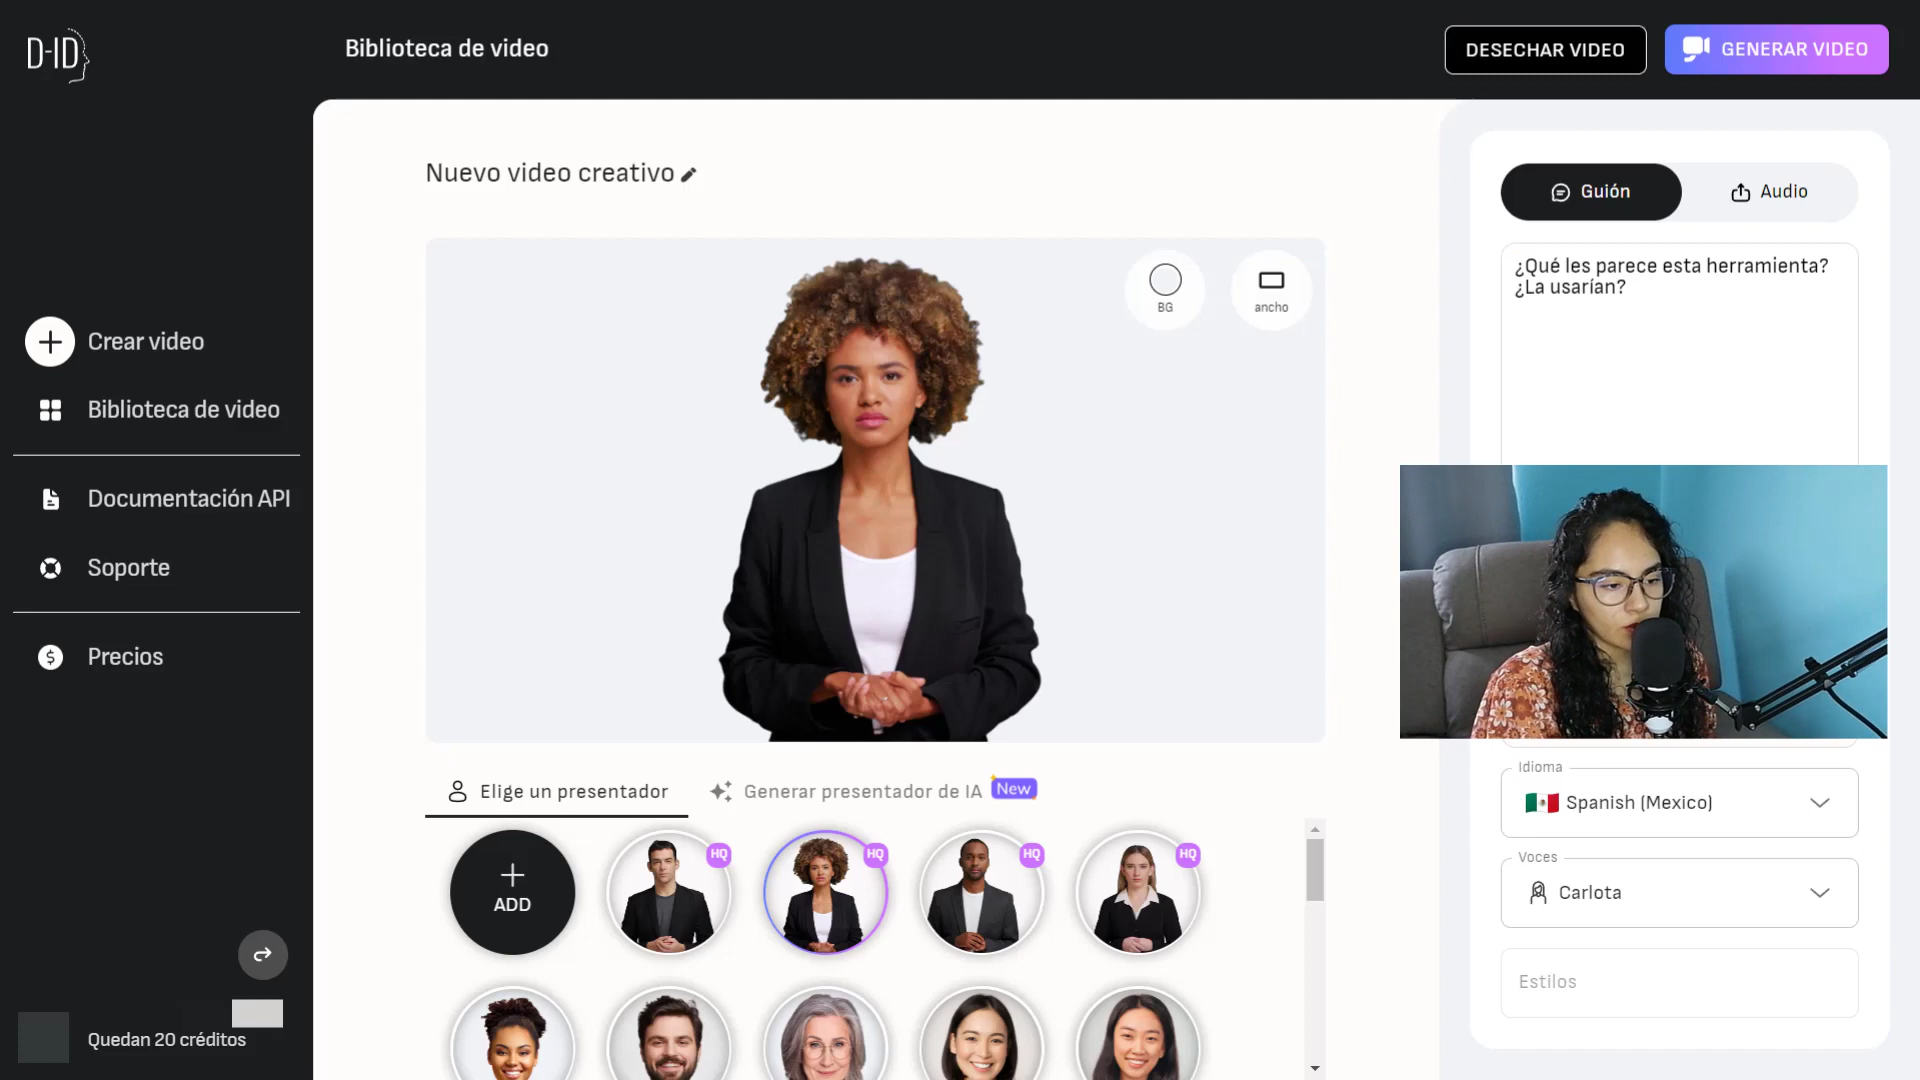 D-ID
Biblioteca de video
DESECHAR VIDEO
GENERAR VIDEO
Nuevo video creativo
Guión
Audio
¿Qué les parece esta herramienta?
¿La usarían?
BG
ancho
Crear video
Biblioteca de video
Documentación API
Soporte
Precios
Elige un presentador
Generar presentador de IA
New
Idioma
Spanish (Mexico)
ADD
HQ
HQ
HQ
HQ
Voces
Carlota
Estilos
Quedan 20 créditos